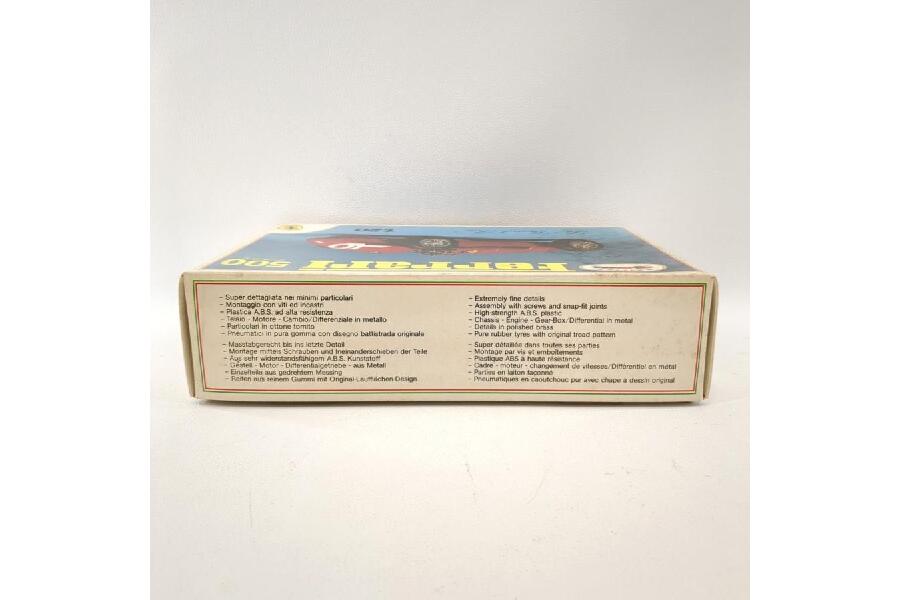 Ferrari 500
1:20
- Super dettagliata nei minimi particolari
- Montaggio con viti ed incastri
- Plastica A.B.S. ad alta resistenza
- Telaio - Motore - Cambio/Differenziale in metallo
- Particolari in ottone tornito
- Pneumatici in pura gomma con disegno battistrada originale
- Masstabgerecht bis ins letzte Detail
- Montage mittels Schrauben und Ineinanderschieben der Teile
- Aus sehr widerstandsfähigem A.B.S. Kunststoff
- Gestell - Motor - Differentialgetriebe - aus Metall
- Einzelteile aus gedrehtem Messing
- Reifen aus reinem Gummi mit Original-Laufflächen-Design
- Extremely fine details
- Assembly with screws and snap-fit joints
- High-strength A.B.S. plastic
- Chassis - Engine - Gear-Box/Differential in metal
- Details in polished brass
- Pure rubber tyres with original tread pattern
- Super détaillée dans toutes ses parties
- Montage par vis et emboîtements
- Plastique ABS à haute résistance
- Cadre - moteur - changement de vitesses/Différentiel en métal
- Parties en laiton façonné
- Pneumatiques en caoutchouc pur avec chape à dessin original